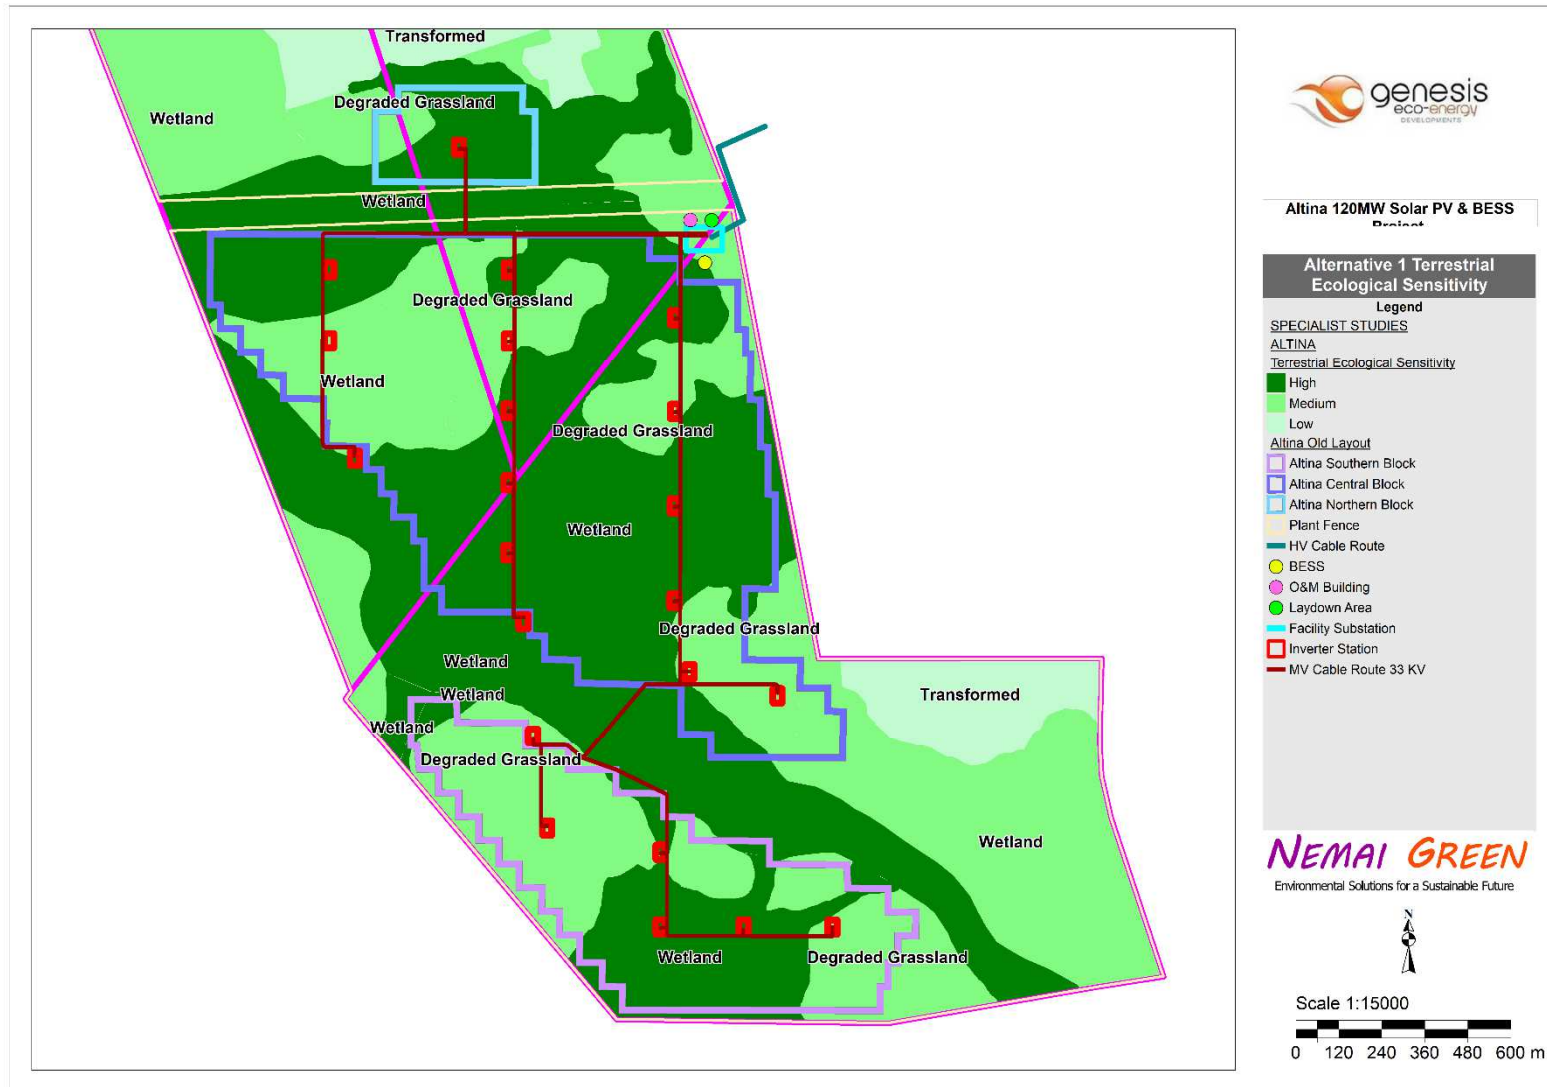 Transformed
Degraded Grassland
Wetland
Wetland
Degraded Grassland
Wetland
Degraded Grassland
Wetland
Degraded Grassland
Wetland
Wetland
Transformed
Wetland
Degraded Grassland
Wetland
Wetland
Degraded Grassland
genesis
eco-energy
DEVELOPMENTS
Altina 120MW Solar PV & BESS
Project
Alternative 1 Terrestrial
Ecological Sensitivity
Legend
SPECIALIST STUDIES
ALTINA
Terrestrial Ecological Sensitivity
High
Medium
Low
Altina Old Layout
Altina Southern Block
Altina Central Block
Altina Northern Block
Plant Fence
HV Cable Route
BESS
O&M Building
Laydown Area
Facility Substation
Inverter Station
MV Cable Route 33 KV
NEMAI GREEN
Environmental Solutions for a Sustainable Future
N
Scale 1:15000
0 120 240 360 480 600 m